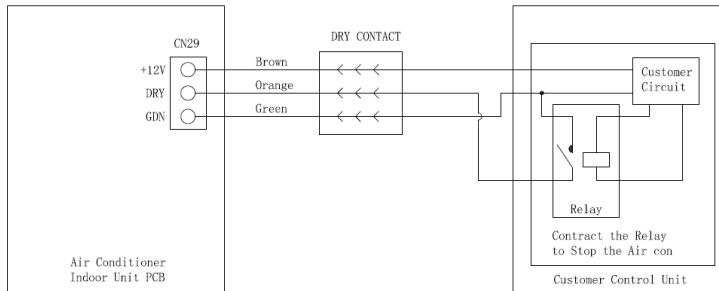 CN29
DRY CONTACT
+12V
Brown
DRY
Orange
GDN
Green
Customer
Circuit
Relay
Contract the Relay
to Stop the Air con
Air Conditioner
Indoor Unit PCB
Customer Control Unit